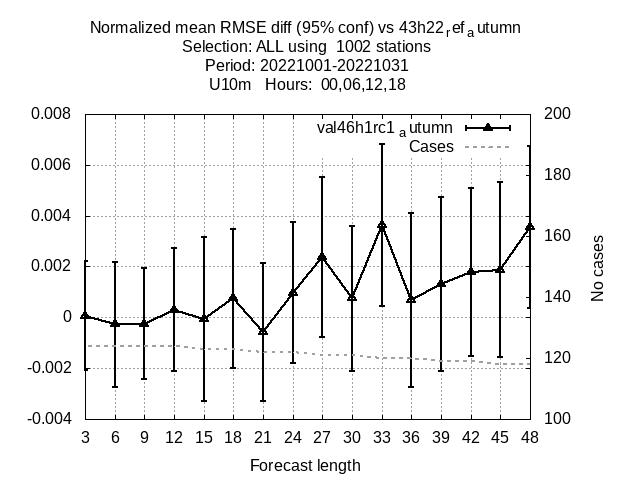 Normalized mean RMSE diff (95% conf) vs 43h22refautumn
Selection: ALL using 1002 stations
Period: 20221001-20221031
U10m Hours: 00,06,12,18
val46h1rc1autumn
Cases
0.008
0.006
0.004
0.002
0
-0.002
-0.004
200
180
160
140
120
100
No cases
3 6 9 12 15 18 21 24 27 30 33 36 39 42 45 48
Forecast length